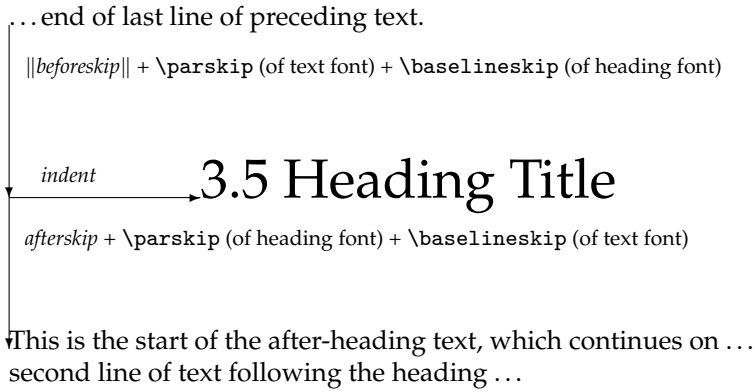 ...end of last line of preceding text.
‖beforeskip‖ + \parskip (of text font) + \baselineskip (of heading font)
indent
3.5 Heading Title
afterskip + \parskip (of heading font) + \baselineskip (of text font)
This is the start of the after-heading text, which continues on ...
second line of text following the heading ...